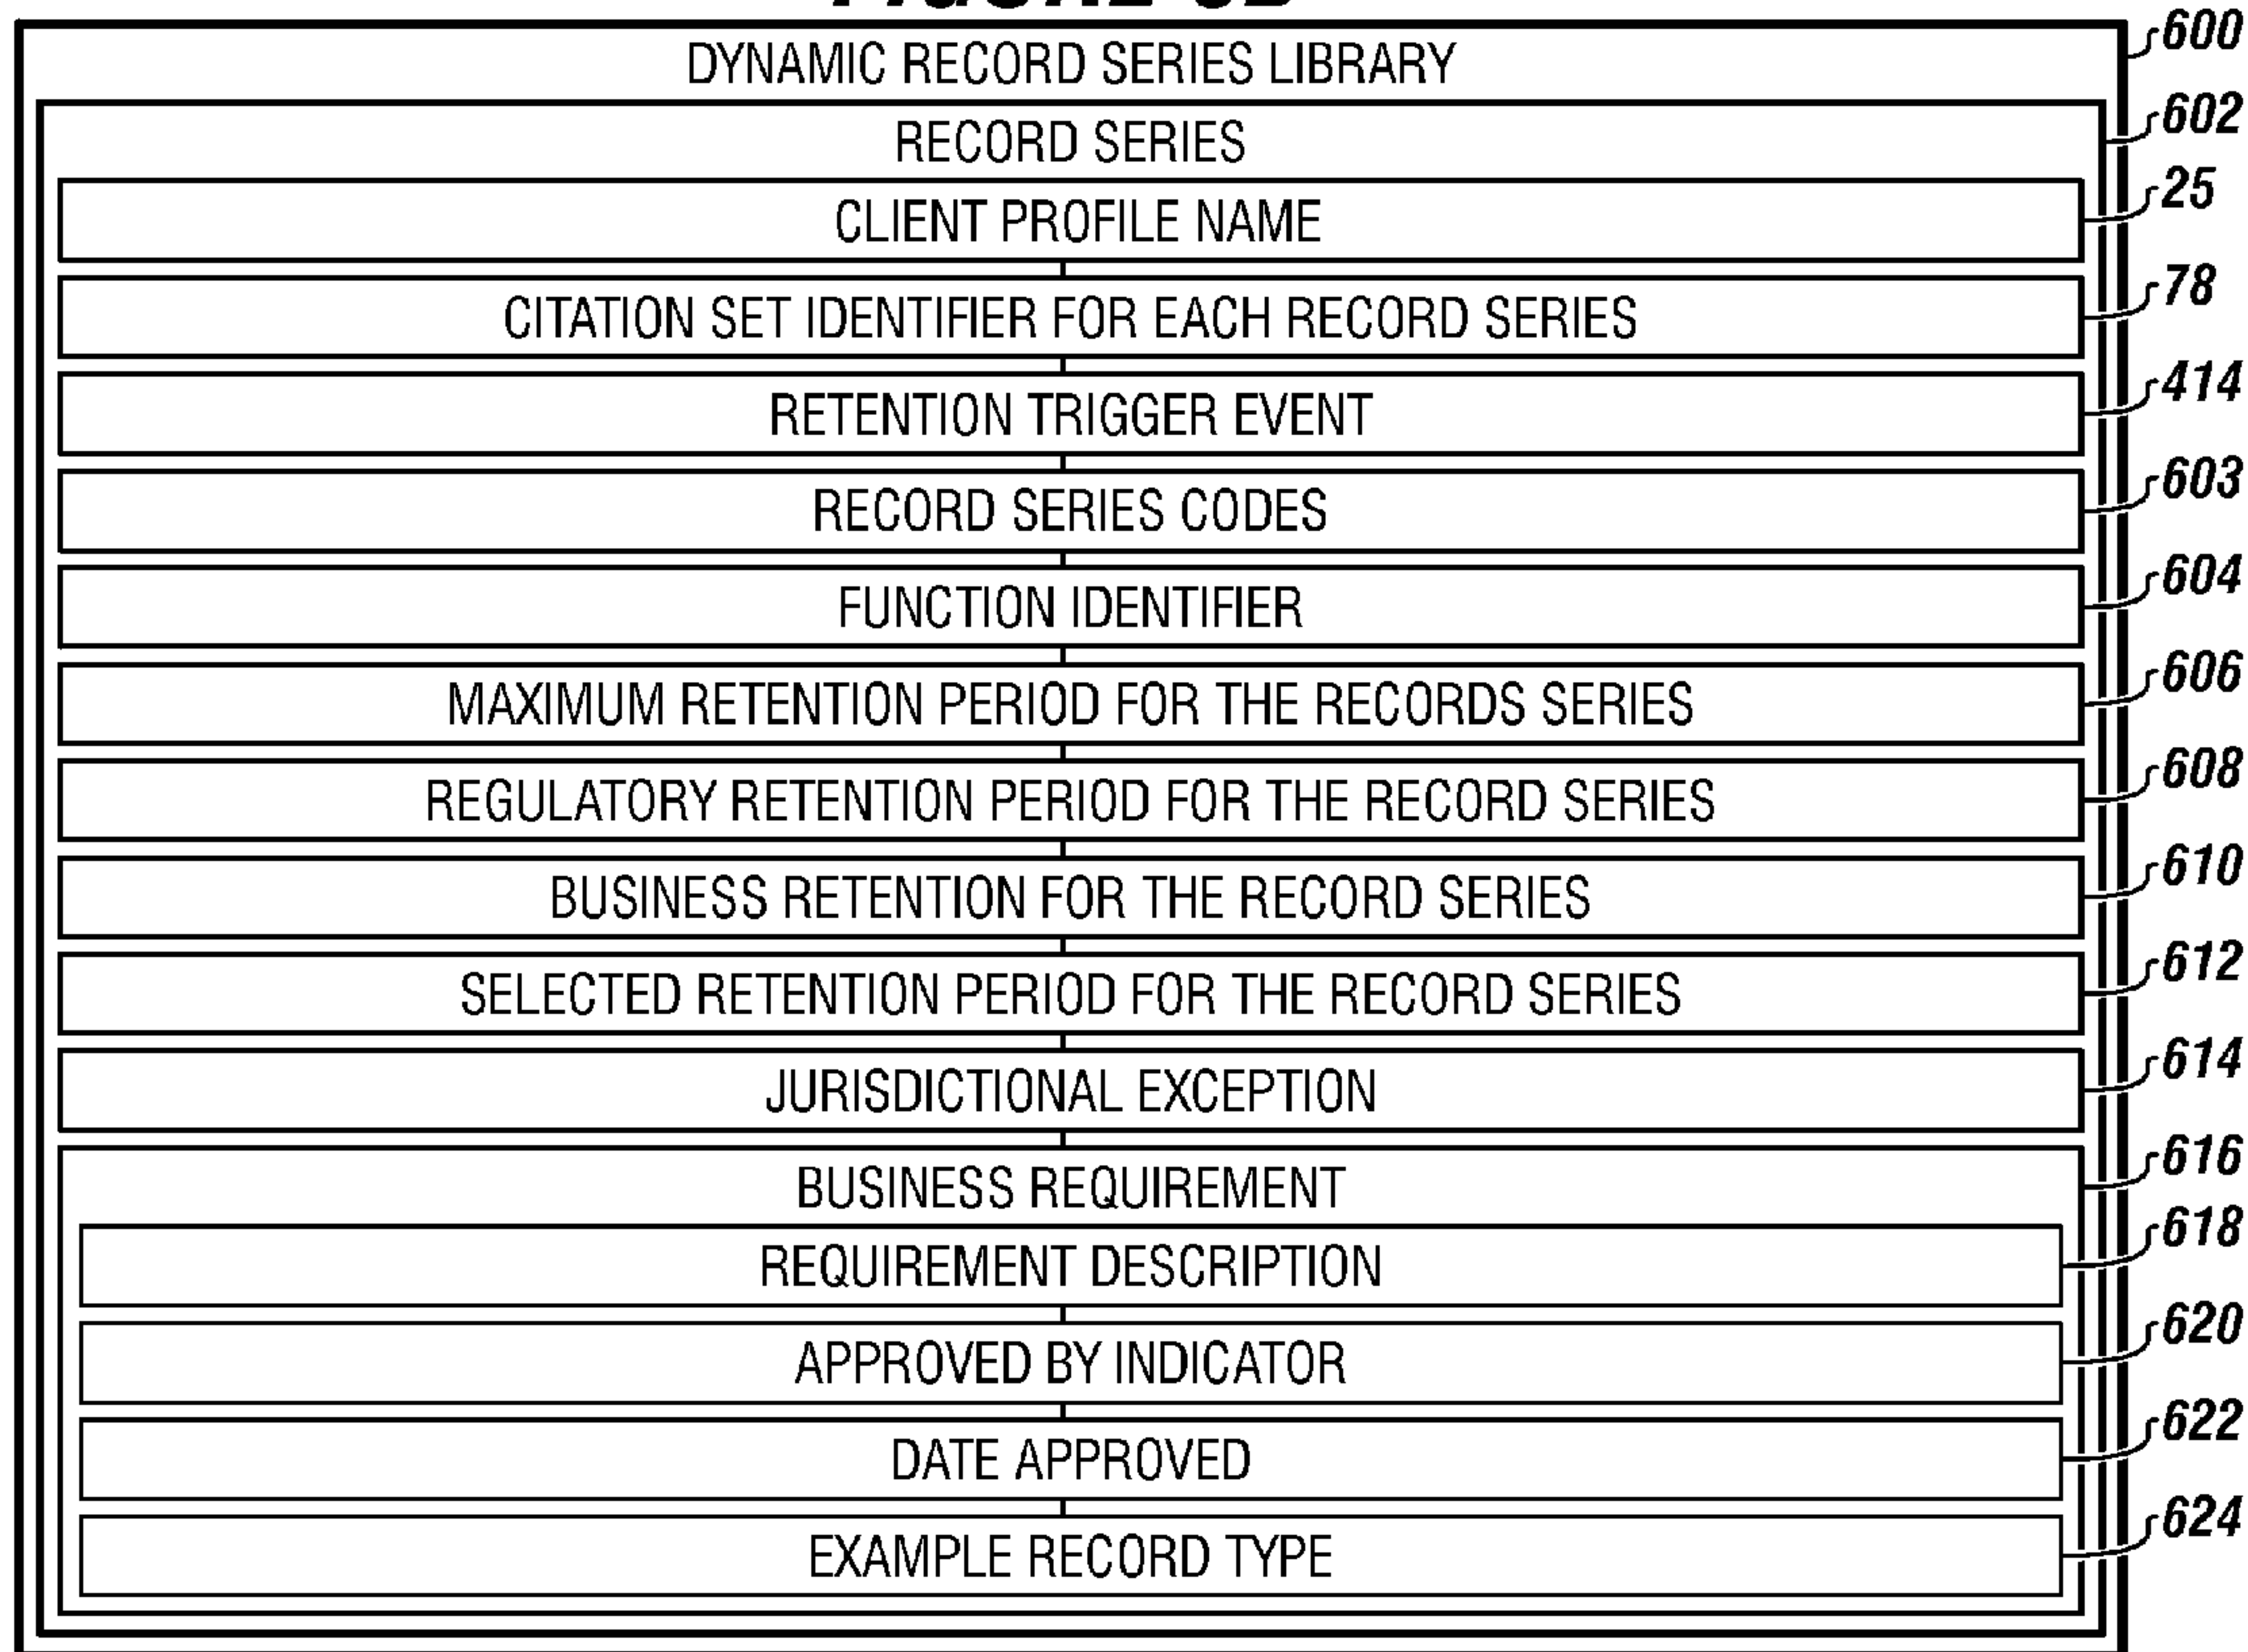 DYNAMIC RECORD SERIES LIBRARY 600
RECORD SERIES 602
CLIENT PROFILE NAME 25
CITATION SET IDENTIFIER FOR EACH RECORD SERIES 78
RETENTION TRIGGER EVENT 414
RECORD SERIES CODES 603
FUNCTION IDENTIFIER 604
MAXIMUM RETENTION PERIOD FOR THE RECORDS SERIES 606
REGULATORY RETENTION PERIOD FOR THE RECORD SERIES 608
BUSINESS RETENTION FOR THE RECORD SERIES 610
SELECTED RETENTION PERIOD FOR THE RECORD SERIES 612
JURISDICTIONAL EXCEPTION 614
BUSINESS REQUIREMENT 616
REQUIREMENT DESCRIPTION 618
APPROVED BY INDICATOR 620
DATE APPROVED 622
EXAMPLE RECORD TYPE 624